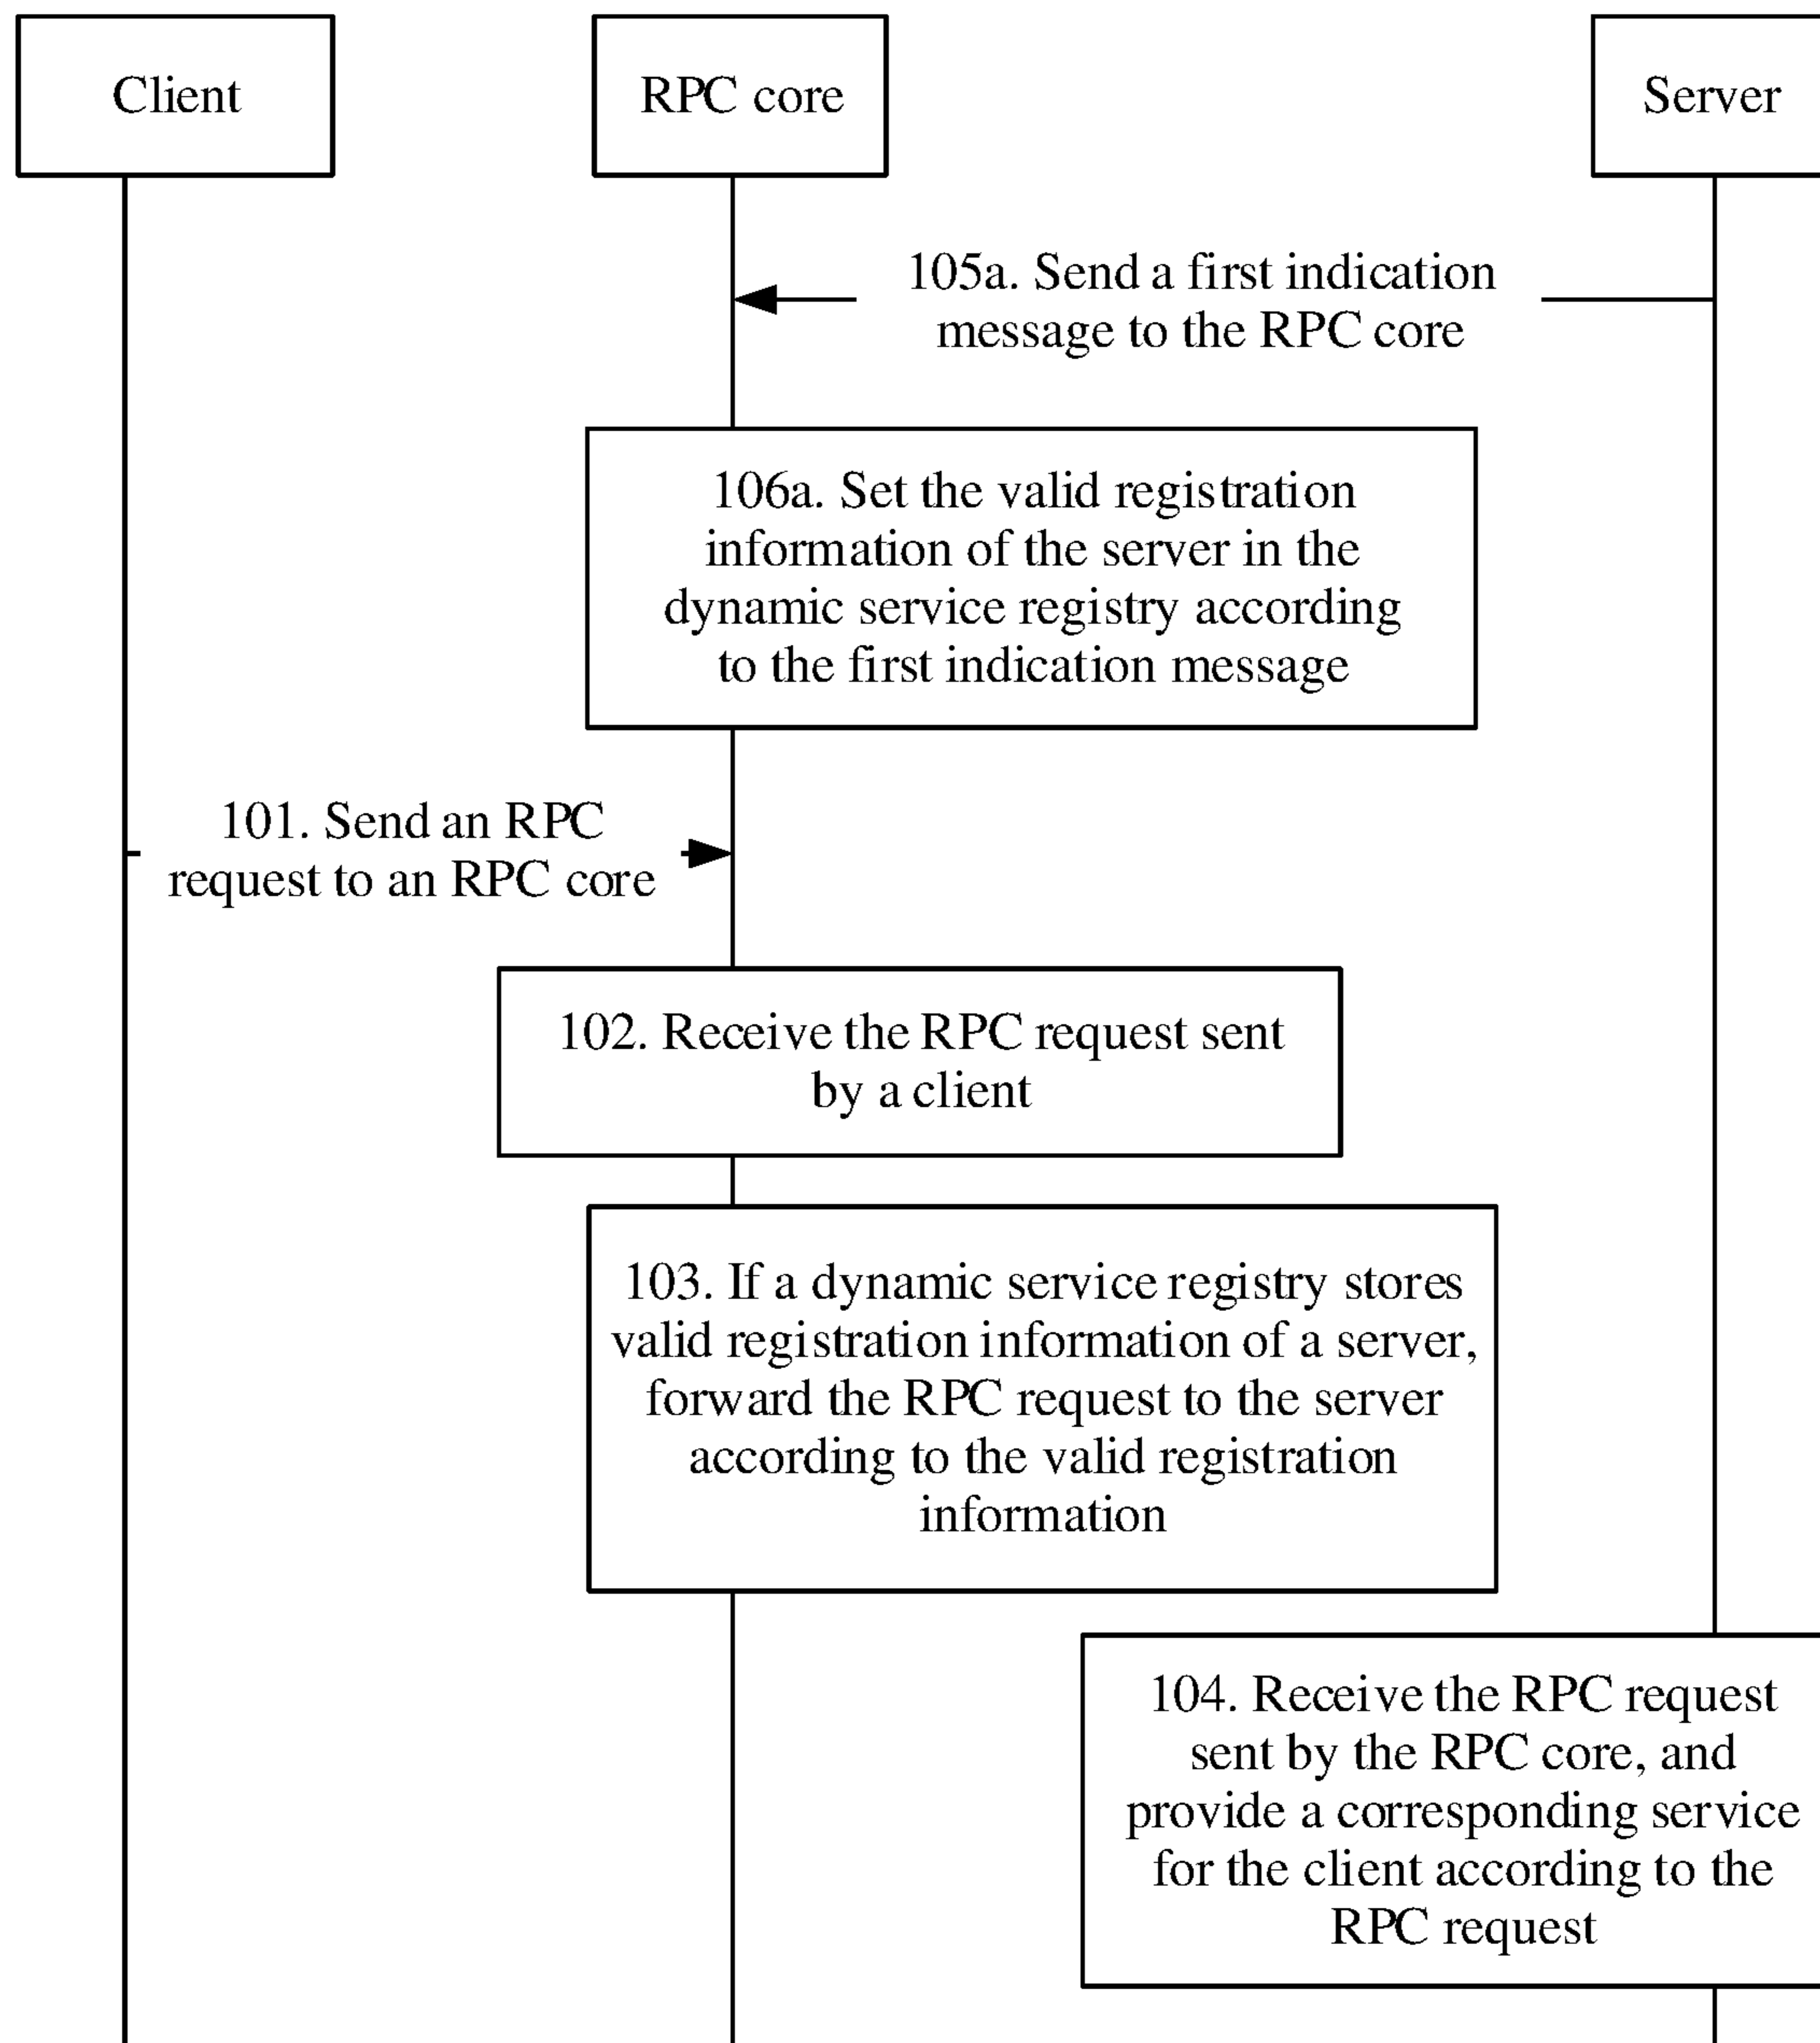 Client
RPC core
Server
105a. Send a first indication
message to the RPC core
106a. Set the valid registration
information of the server in the
dynamic service registry according
to the first indication message
101. Send an RPC
request to an RPC core
102. Receive the RPC request sent
by a client
103. If a dynamic service registry stores
valid registration information of a server,
forward the RPC request to the server
according to the valid registration
information
104. Receive the RPC request
sent by the RPC core, and
provide a corresponding service
for the client according to the
RPC request